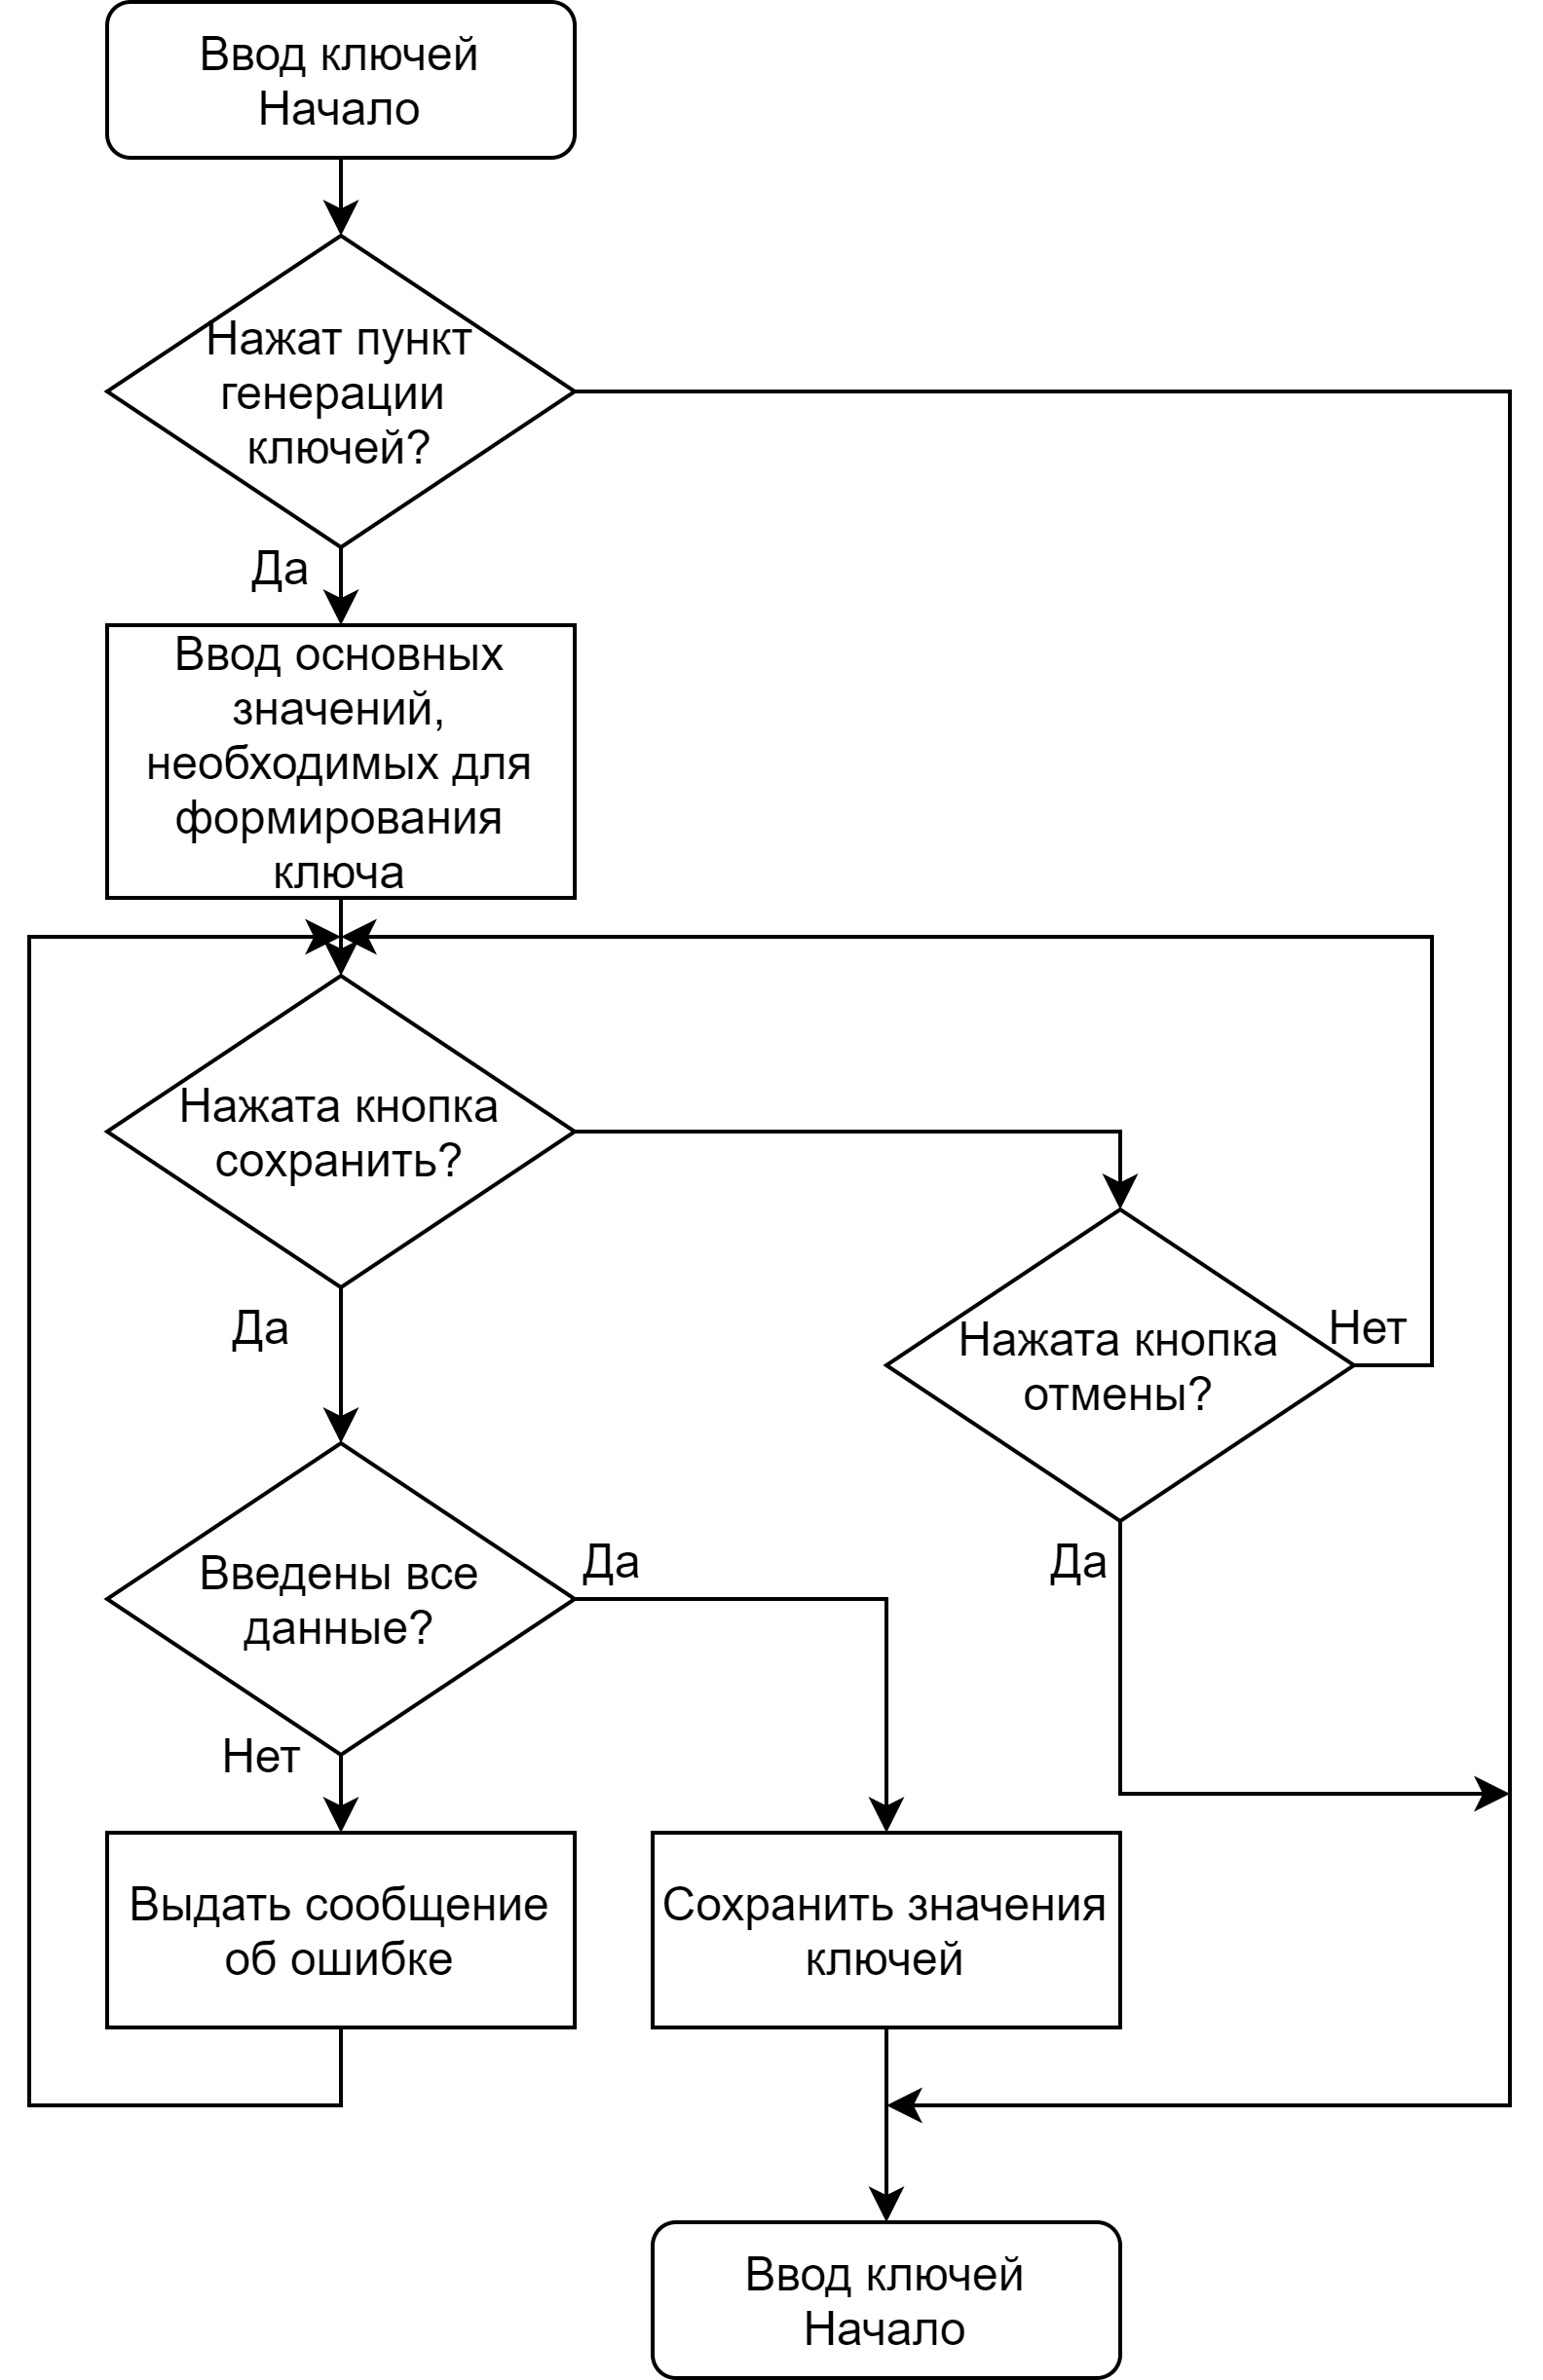 Ввод ключей
Начало
Нажат пункт
генерации
ключей?
Да
Ввод основных
значений,
необходимых для
формирования
ключа
Нажата кнопка
сохранить?
Да
Нажата кнопка
отмены?
Нет
Да
Введены все
данные?
Да
Нет
Выдать сообщение
об ошибке
Сохранить значения
ключей
Ввод ключей
Начало